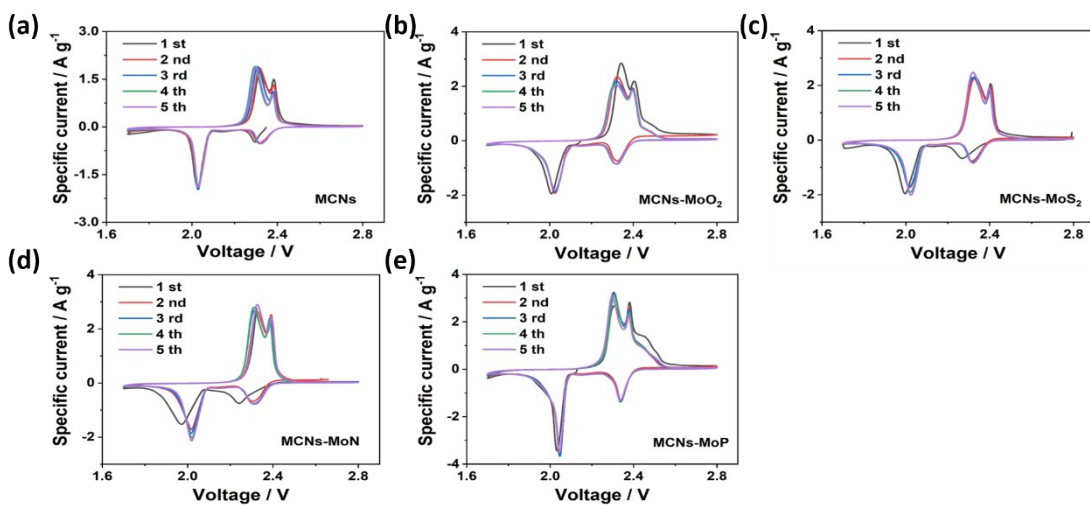 (a)
3.0
1.5
0.0
-1.5
-3.0
Specific current / A g⁻¹
1 st
2 nd
3 rd
4 th
5 th
MCNs
1.6
2.0
2.4
2.8
Voltage / V
(b)
4
2
0
-2
Specific current / A g⁻¹
1 st
2 nd
3 rd
4 th
5 th
MCNs-MoO₂
1.6
2.0
2.4
2.8
Voltage / V
(c)
4
2
0
-2
Specific current / A g⁻¹
1 st
2 nd
3 rd
4 th
5 th
MCNs-MoS₂
1.6
2.0
2.4
2.8
Voltage / V
(d)
4
2
0
-2
Specific current / A g⁻¹
1 st
2 nd
3 rd
4 th
5 th
MCNs-MoN
1.6
2.0
2.4
2.8
Voltage / V
(e)
4
2
0
-2
-4
Specific current / A g⁻¹
1 st
2 nd
3 rd
4 th
5 th
MCNs-MoP
1.6
2.0
2.4
2.8
Voltage / V